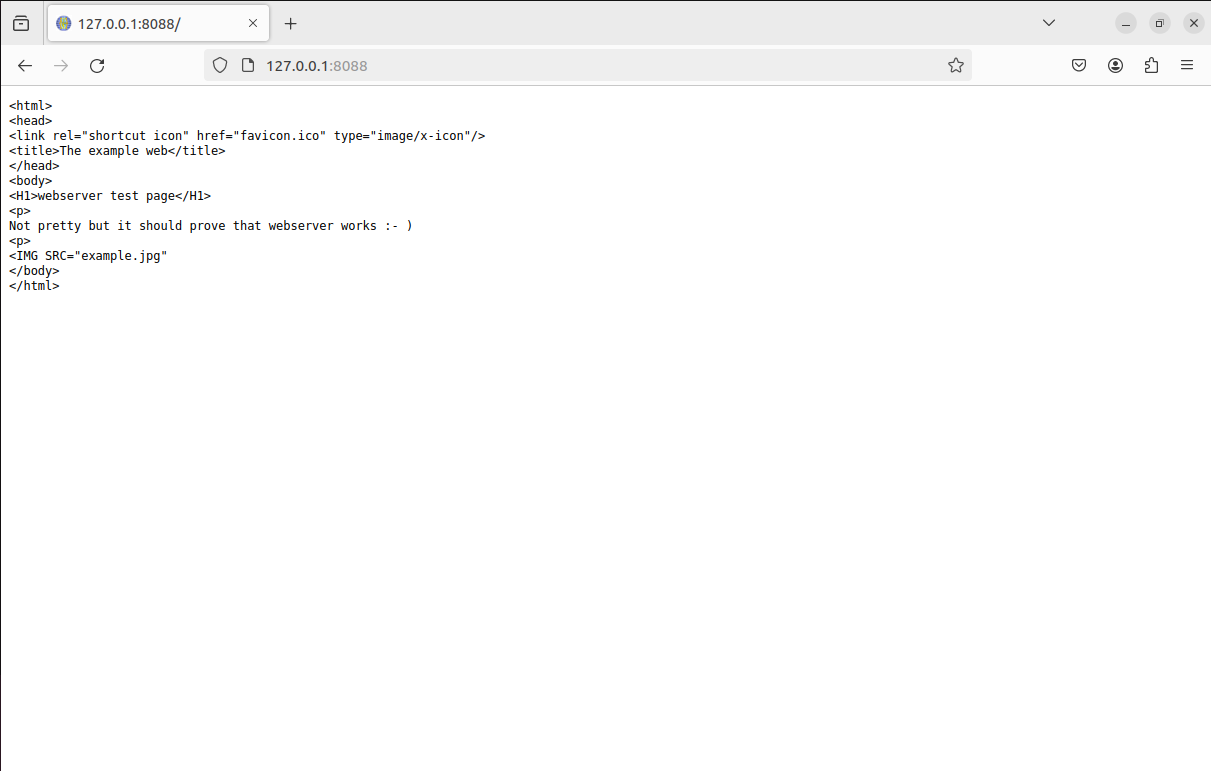 127.0.0.1:8088/
127.0.0.1:8088
<html>
<head>
<link rel="shortcut icon" href="favicon.ico" type="image/x-icon"/>
<title>The example web</title>
</head>
<body>
<H1>webserver test page</H1>
<p>
Not pretty but it should prove that webserver works :- )
<p>
<IMG SRC="example.jpg"
</body>
</html>